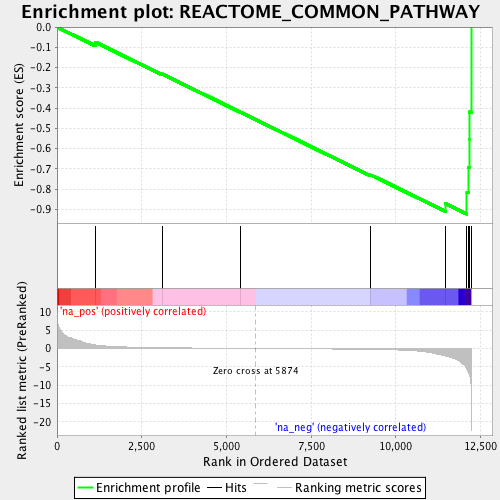 Enrichment plot: REACTOME_COMMON_PATHWAY
Enrichment score (ES)
0.0
-0.1
-0.2
-0.3
-0.4
-0.5
-0.6
-0.7
-0.8
-0.9
'na_pos' (positively correlated)
Ranked list metric (PreRanked)
10
5
0
-5
-10
-15
-20
Zero cross at 5874
'na_neg' (negatively correlated)
0
2,500
5,000
7,500
10,000
12,500
Rank in Ordered Dataset
Enrichment profile
Hits
Ranking metric scores